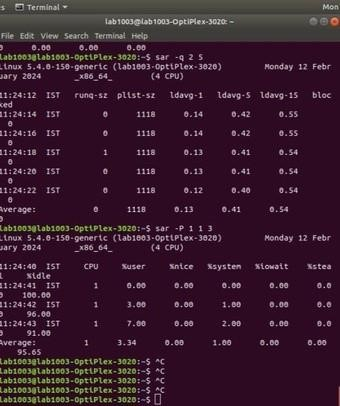 s Terminal Mon
lab1003@lab1003-OptiPlex-3020: ~
File Edit View Search Terminal Help
0 0.00 0.00 0.00
lab1003@lab1003-OptiPlex-3020:~$ sar -q 2 5
Linux 5.4.0-150-generic (lab1003-OptiPlex-3020) Monday 12 Febr
uary 2024 _x86_64_ (4 CPU)
11:24:12 IST runq-sz plist-sz ldavg-1 ldavg-5 ldavg-15 bloc
ked
11:24:14 IST 0 1118 0.14 0.42 0.55
0
11:24:16 IST 0 1118 0.14 0.42 0.55
0
11:24:18 IST 1 1118 0.13 0.41 0.54
0
11:24:20 IST 0 1118 0.13 0.41 0.54
0
11:24:22 IST 0 1118 0.12 0.40 0.54
0
Average: 0 1118 0.13 0.41 0.54
0
lab1003@lab1003-OptiPlex-3020:~$ sar -P 1 1 3
Linux 5.4.0-150-generic (lab1003-OptiPlex-3020) Monday 12 Febr
uary 2024 _x86_64_ (4 CPU)
11:24:40 IST CPU %user %nice %system %iowait %stea
l %idle
11:24:41 IST 1 0.00 0.00 0.00 0.00 0.0
0 100.00
11:24:42 IST 1 3.00 0.00 1.00 0.00 0.0
0 96.00
11:24:43 IST 1 7.00 0.00 2.00 0.00 0.0
0 91.00
Average: 1 3.34 0.00 1.00 0.00 0.00
95.65
lab1003@lab1003-OptiPlex-3020:~$ ^C
lab1003@lab1003-OptiPlex-3020:~$ ^C
lab1003@lab1003-OptiPlex-3020:~$ ^C
lab1003@lab1003-OptiPlex-3020:~$ ^C
lab1003@lab1003-OptiPlex-3020:~$